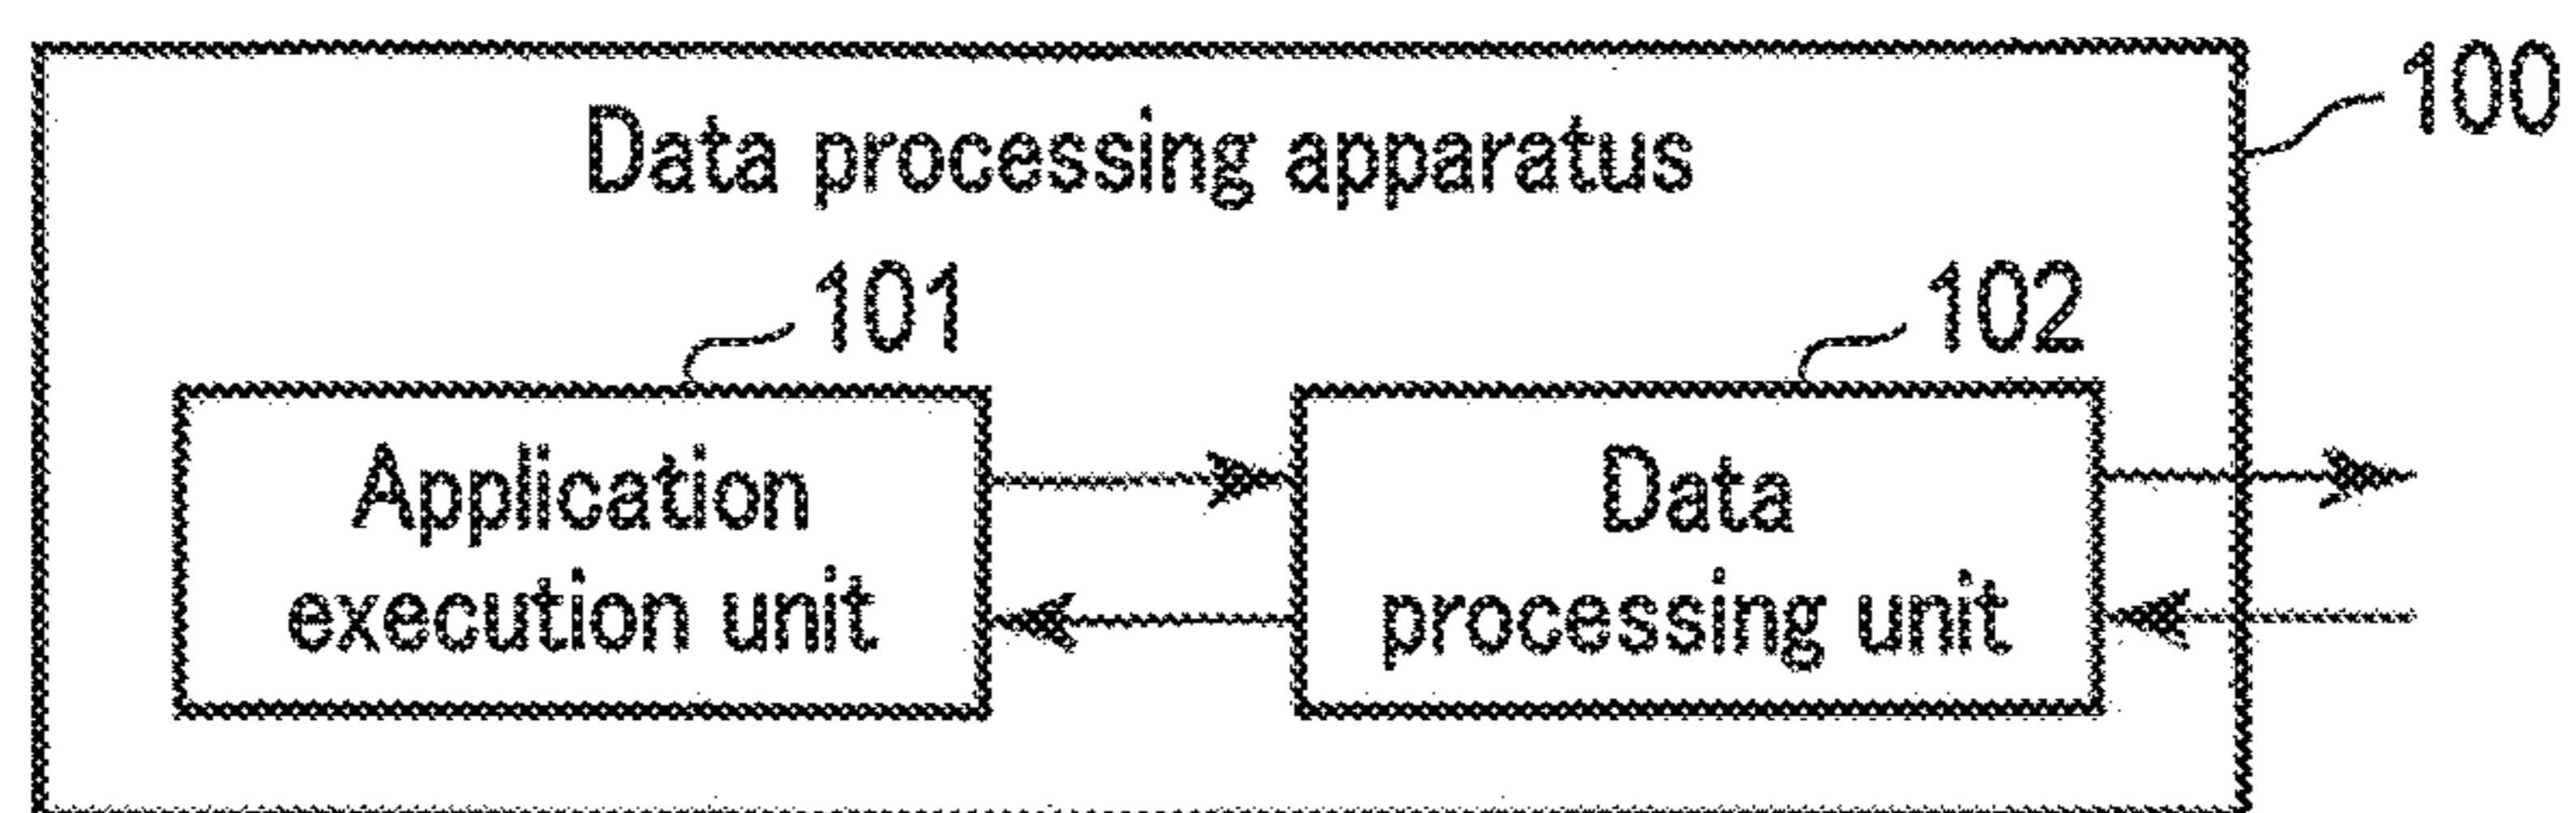 100
Data processing apparatus
101
102
Application
execution unit
Data
processing unit